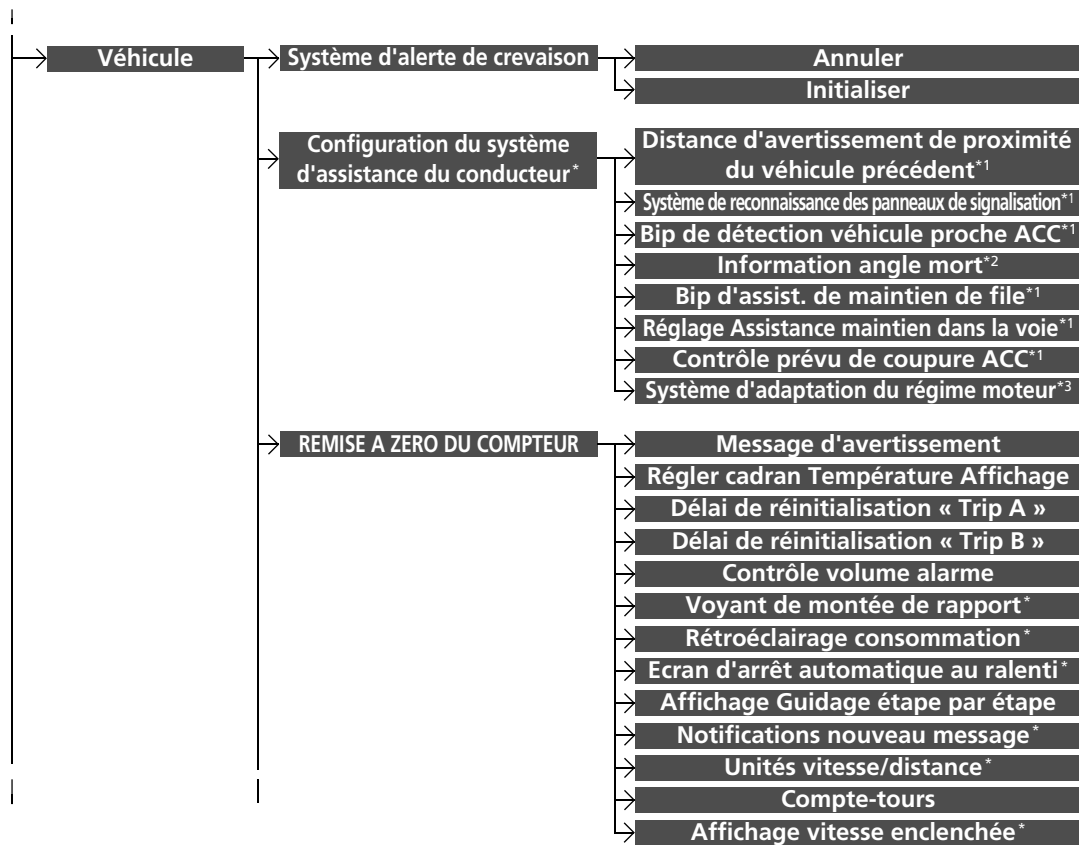 Véhicule
Système d'alerte de crevaison
Annuler
Initialiser
Configuration du système
d'assistance du conducteur*
Distance d'avertissement de proximité
du véhicule précédent*1
Système de reconnaissance des panneaux de signalisation*1
Bip de détection véhicule proche ACC*1
Information angle mort*2
Bip d'assist. de maintien de file*1
Réglage Assistance maintien dans la voie*1
Contrôle prévu de coupure ACC*1
Système d'adaptation du régime moteur*3
REMISE A ZERO DU COMPTEUR
Message d'avertissement
Régler cadran Température Affichage
Délai de réinitialisation « Trip A »
Délai de réinitialisation « Trip B »
Contrôle volume alarme
Voyant de montée de rapport*
Rétroéclairage consommation*
Ecran d'arrêt automatique au ralenti*
Affichage Guidage étape par étape
Notifications nouveau message*
Unités vitesse/distance*
Compte-tours
Affichage vitesse enclenchée*